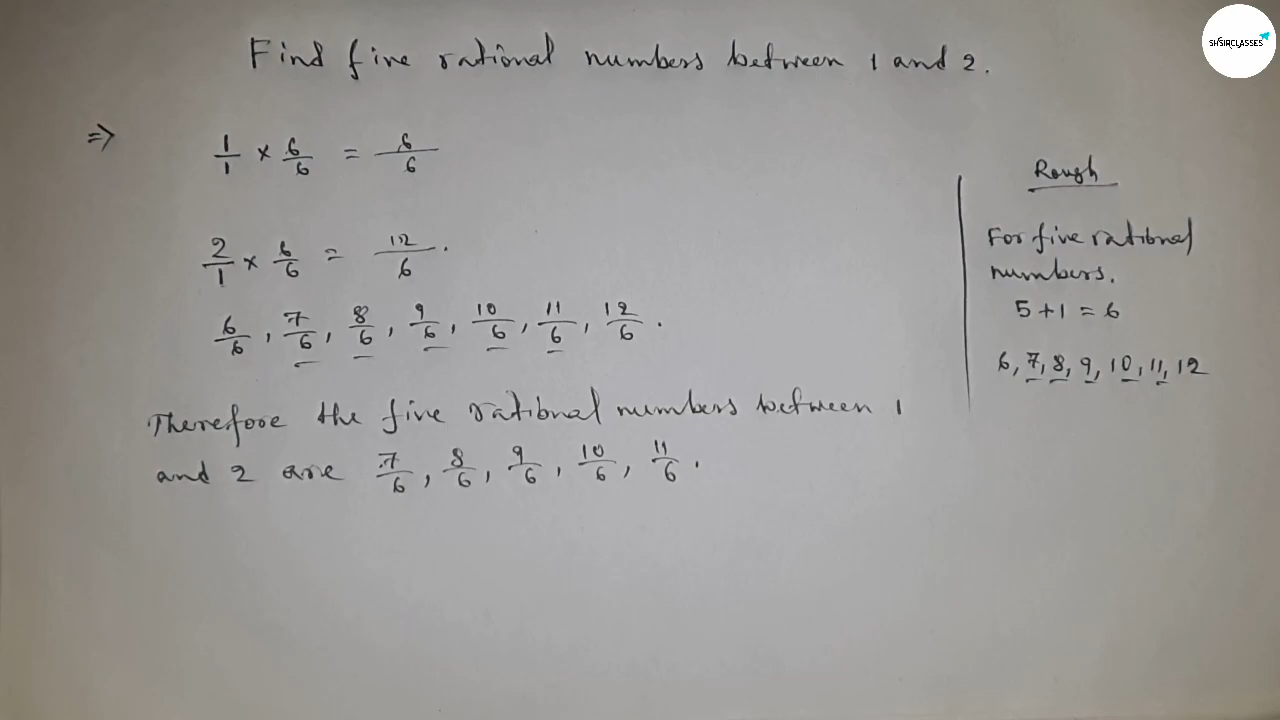 Find five rational numbers between 1 and 2.
SHSIRCLASSES
⇒ 1/1 × 6/6 = 6/6
2/1 × 6/6 = 12/6.
6/6, 7/6, 8/6, 9/6, 10/6, 11/6, 12/6.
Therefore the five rational numbers between 1
and 2 are 7/6, 8/6, 9/6, 10/6, 11/6.
Rough
For five rational
numbers.
5+1=6
6, 7, 8, 9, 10, 11, 12